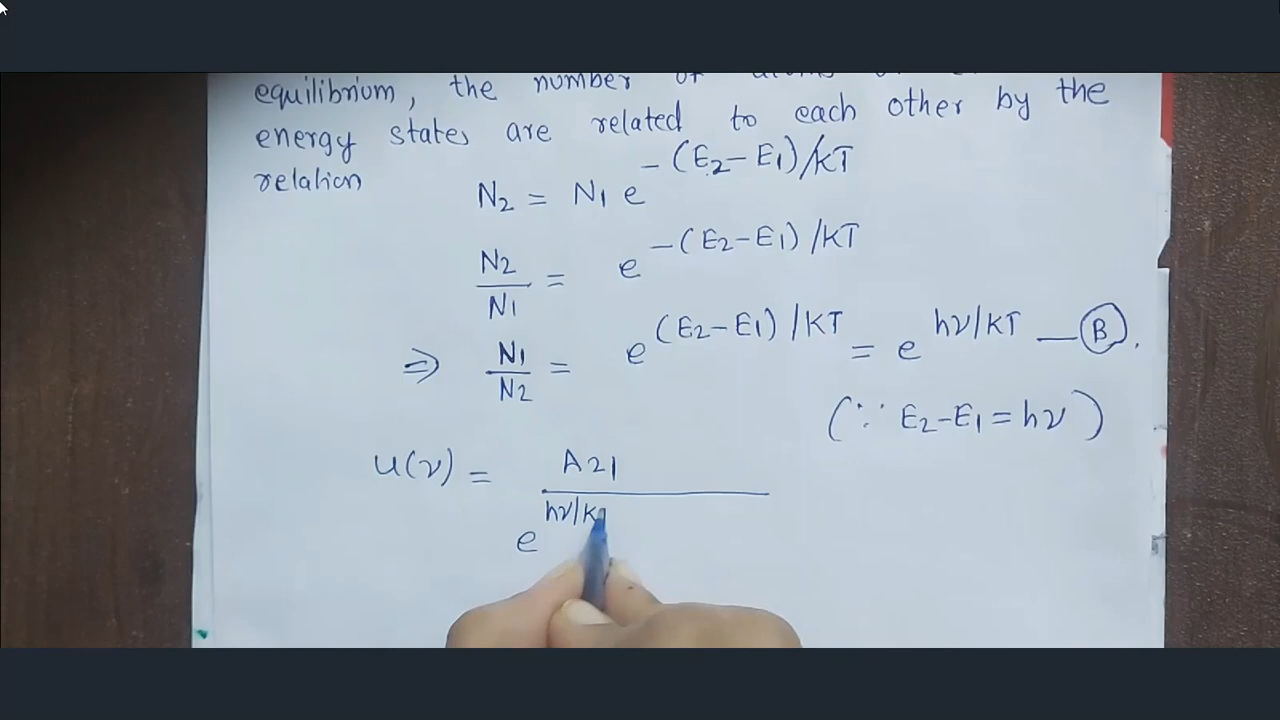 equilibrium, the number of
energy states are related to each other by the
relation
N2 = N1 e -(E2-E1)/KT
N2/N1 = e -(E2-E1)/KT
⇒ N1/N2 = e (E2-E1)/KT = e hν/KT — B.
(∵ E2-E1 = hν)
u(ν) = A21
e hν/K